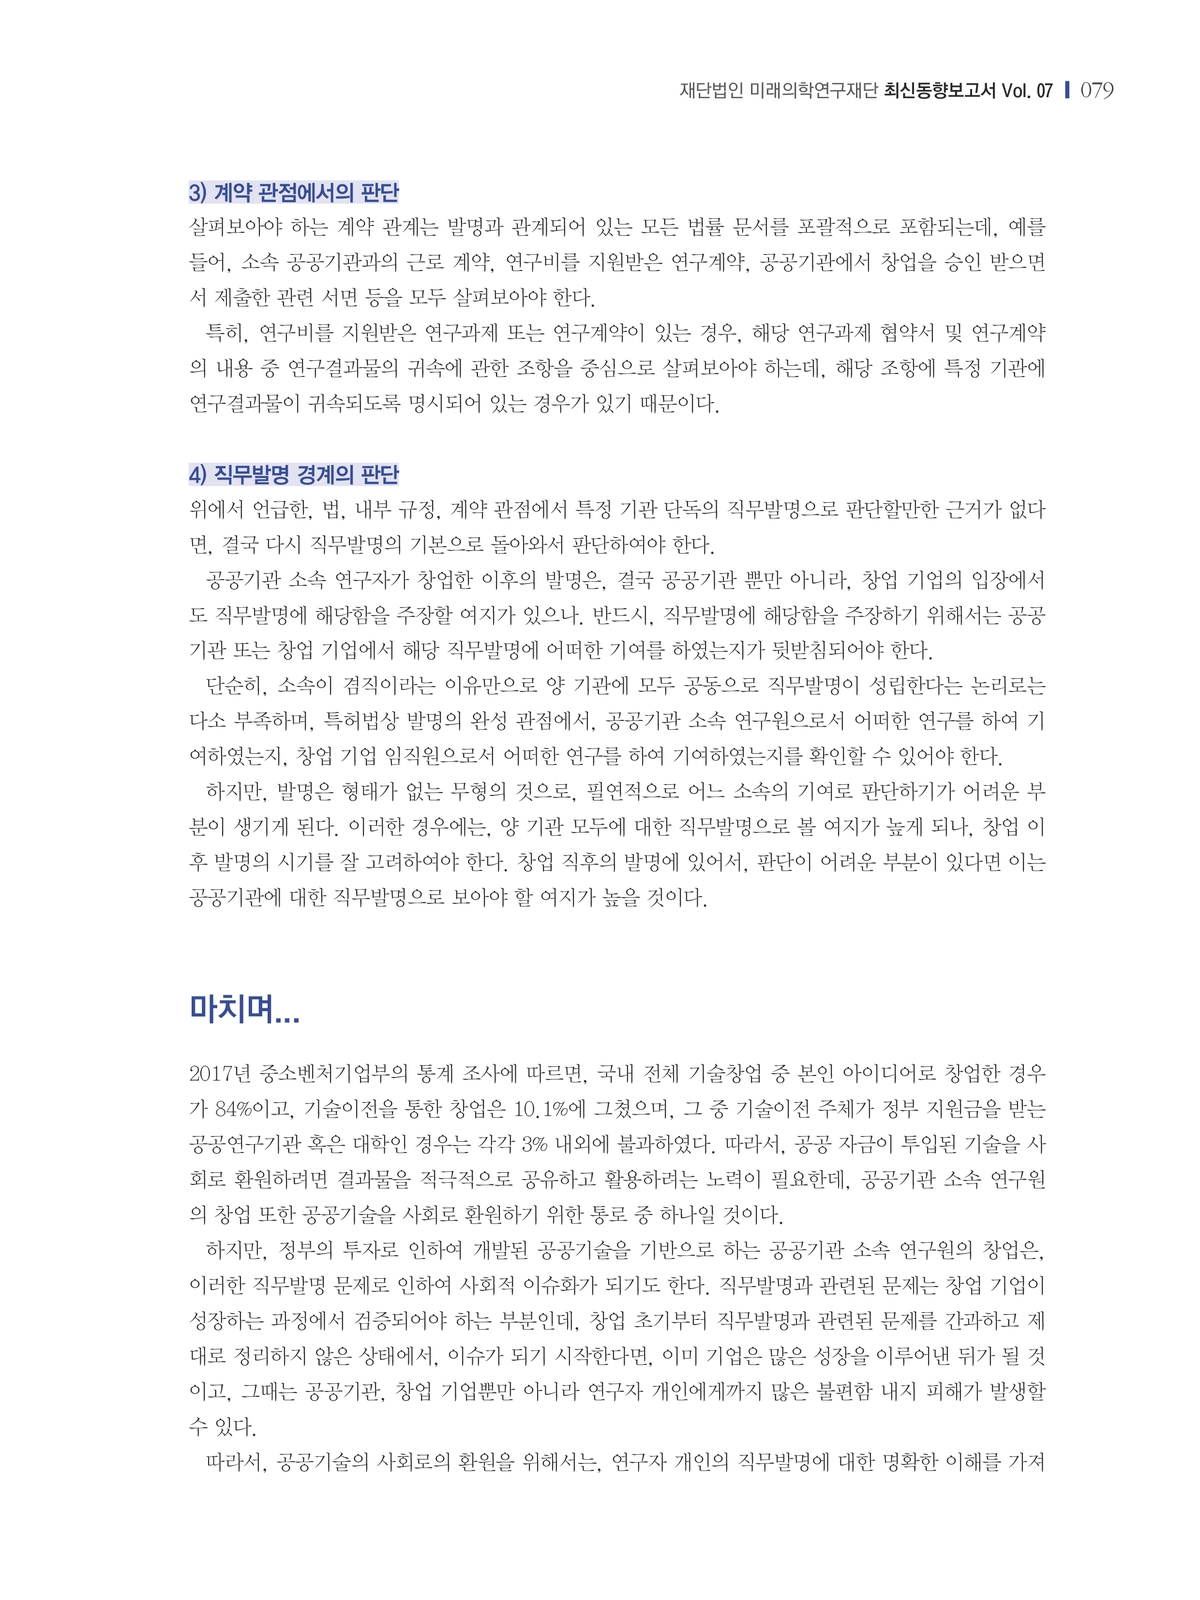 재단법인 미래의학연구재단 최신동향보고서 Vol. 07 079
3) 계약 관점에서의 판단
살펴보아야 하는 계약 관계는 발명과 관계되어 있는 모든 법률 문서를 포괄적으로 포함되는데, 예를
들어, 소속 공공기관과의 근로 계약, 연구비를 지원받은 연구계약, 공공기관에서 창업을 승인 받으면
서 제출한 관련 서면 등을 모두 살펴보아야 한다.
특히, 연구비를 지원받은 연구과제 또는 연구계약이 있는 경우, 해당 연구과제 협약서 및 연구계약
의 내용 중 연구결과물의 귀속에 관한 조항을 중심으로 살펴보아야 하는데, 해당 조항에 특정 기관에
연구결과물이 귀속되도록 명시되어 있는 경우가 있기 때문이다.
4) 직무발명 경계의 판단
위에서 언급한, 법, 내부 규정, 계약 관점에서 특정 기관 단독의 직무발명으로 판단할만한 근거가 없다
면, 결국 다시 직무발명의 기본으로 돌아와서 판단하여야 한다.
공공기관 소속 연구자가 창업한 이후의 발명은, 결국 공공기관 뿐만 아니라, 창업 기업의 입장에서
도 직무발명에 해당함을 주장할 여지가 있으나. 반드시, 직무발명에 해당함을 주장하기 위해서는 공공
기관 또는 창업 기업에서 해당 직무발명에 어떠한 기여를 하였는지가 뒷받침되어야 한다.
단순히, 소속이 겸직이라는 이유만으로 양 기관에 모두 공동으로 직무발명이 성립한다는 논리로는
다소 부족하며, 특허법상 발명의 완성 관점에서, 공공기관 소속 연구원으로서 어떠한 연구를 하여 기
여하였는지, 창업 기업 임직원으로서 어떠한 연구를 하여 기여하였는지를 확인할 수 있어야 한다.
하지만, 발명은 형태가 없는 무형의 것으로, 필연적으로 어느 소속의 기여로 판단하기가 어려운 부
분이 생기게 된다. 이러한 경우에는, 양 기관 모두에 대한 직무발명으로 볼 여지가 높게 되나, 창업 이
후 발명의 시기를 잘 고려하여야 한다. 창업 직후의 발명에 있어서, 판단이 어려운 부분이 있다면 이는
공공기관에 대한 직무발명으로 보아야 할 여지가 높을 것이다.
마치며...
2017년 중소벤처기업부의 통계 조사에 따르면, 국내 전체 기술창업 중 본인 아이디어로 창업한 경우
가 84%이고, 기술이전을 통한 창업은 10.1%에 그쳤으며, 그 중 기술이전 주체가 정부 지원금을 받는
공공연구기관 혹은 대학인 경우는 각각 3% 내외에 불과하였다. 따라서, 공공 자금이 투입된 기술을 사
회로 환원하려면 결과물을 적극적으로 공유하고 활용하려는 노력이 필요한데, 공공기관 소속 연구원
의 창업 또한 공공기술을 사회로 환원하기 위한 통로 중 하나일 것이다.
하지만, 정부의 투자로 인하여 개발된 공공기술을 기반으로 하는 공공기관 소속 연구원의 창업은,
이러한 직무발명 문제로 인하여 사회적 이슈화가 되기도 한다. 직무발명과 관련된 문제는 창업 기업이
성장하는 과정에서 검증되어야 하는 부분인데, 창업 초기부터 직무발명과 관련된 문제를 간과하고 제
대로 정리하지 않은 상태에서, 이슈가 되기 시작한다면, 이미 기업은 많은 성장을 이루어낸 뒤가 될 것
이고, 그때는 공공기관, 창업 기업뿐만 아니라 연구자 개인에게까지 많은 불편함 내지 피해가 발생할
수 있다.
따라서, 공공기술의 사회로의 환원을 위해서는, 연구자 개인의 직무발명에 대한 명확한 이해를 가져